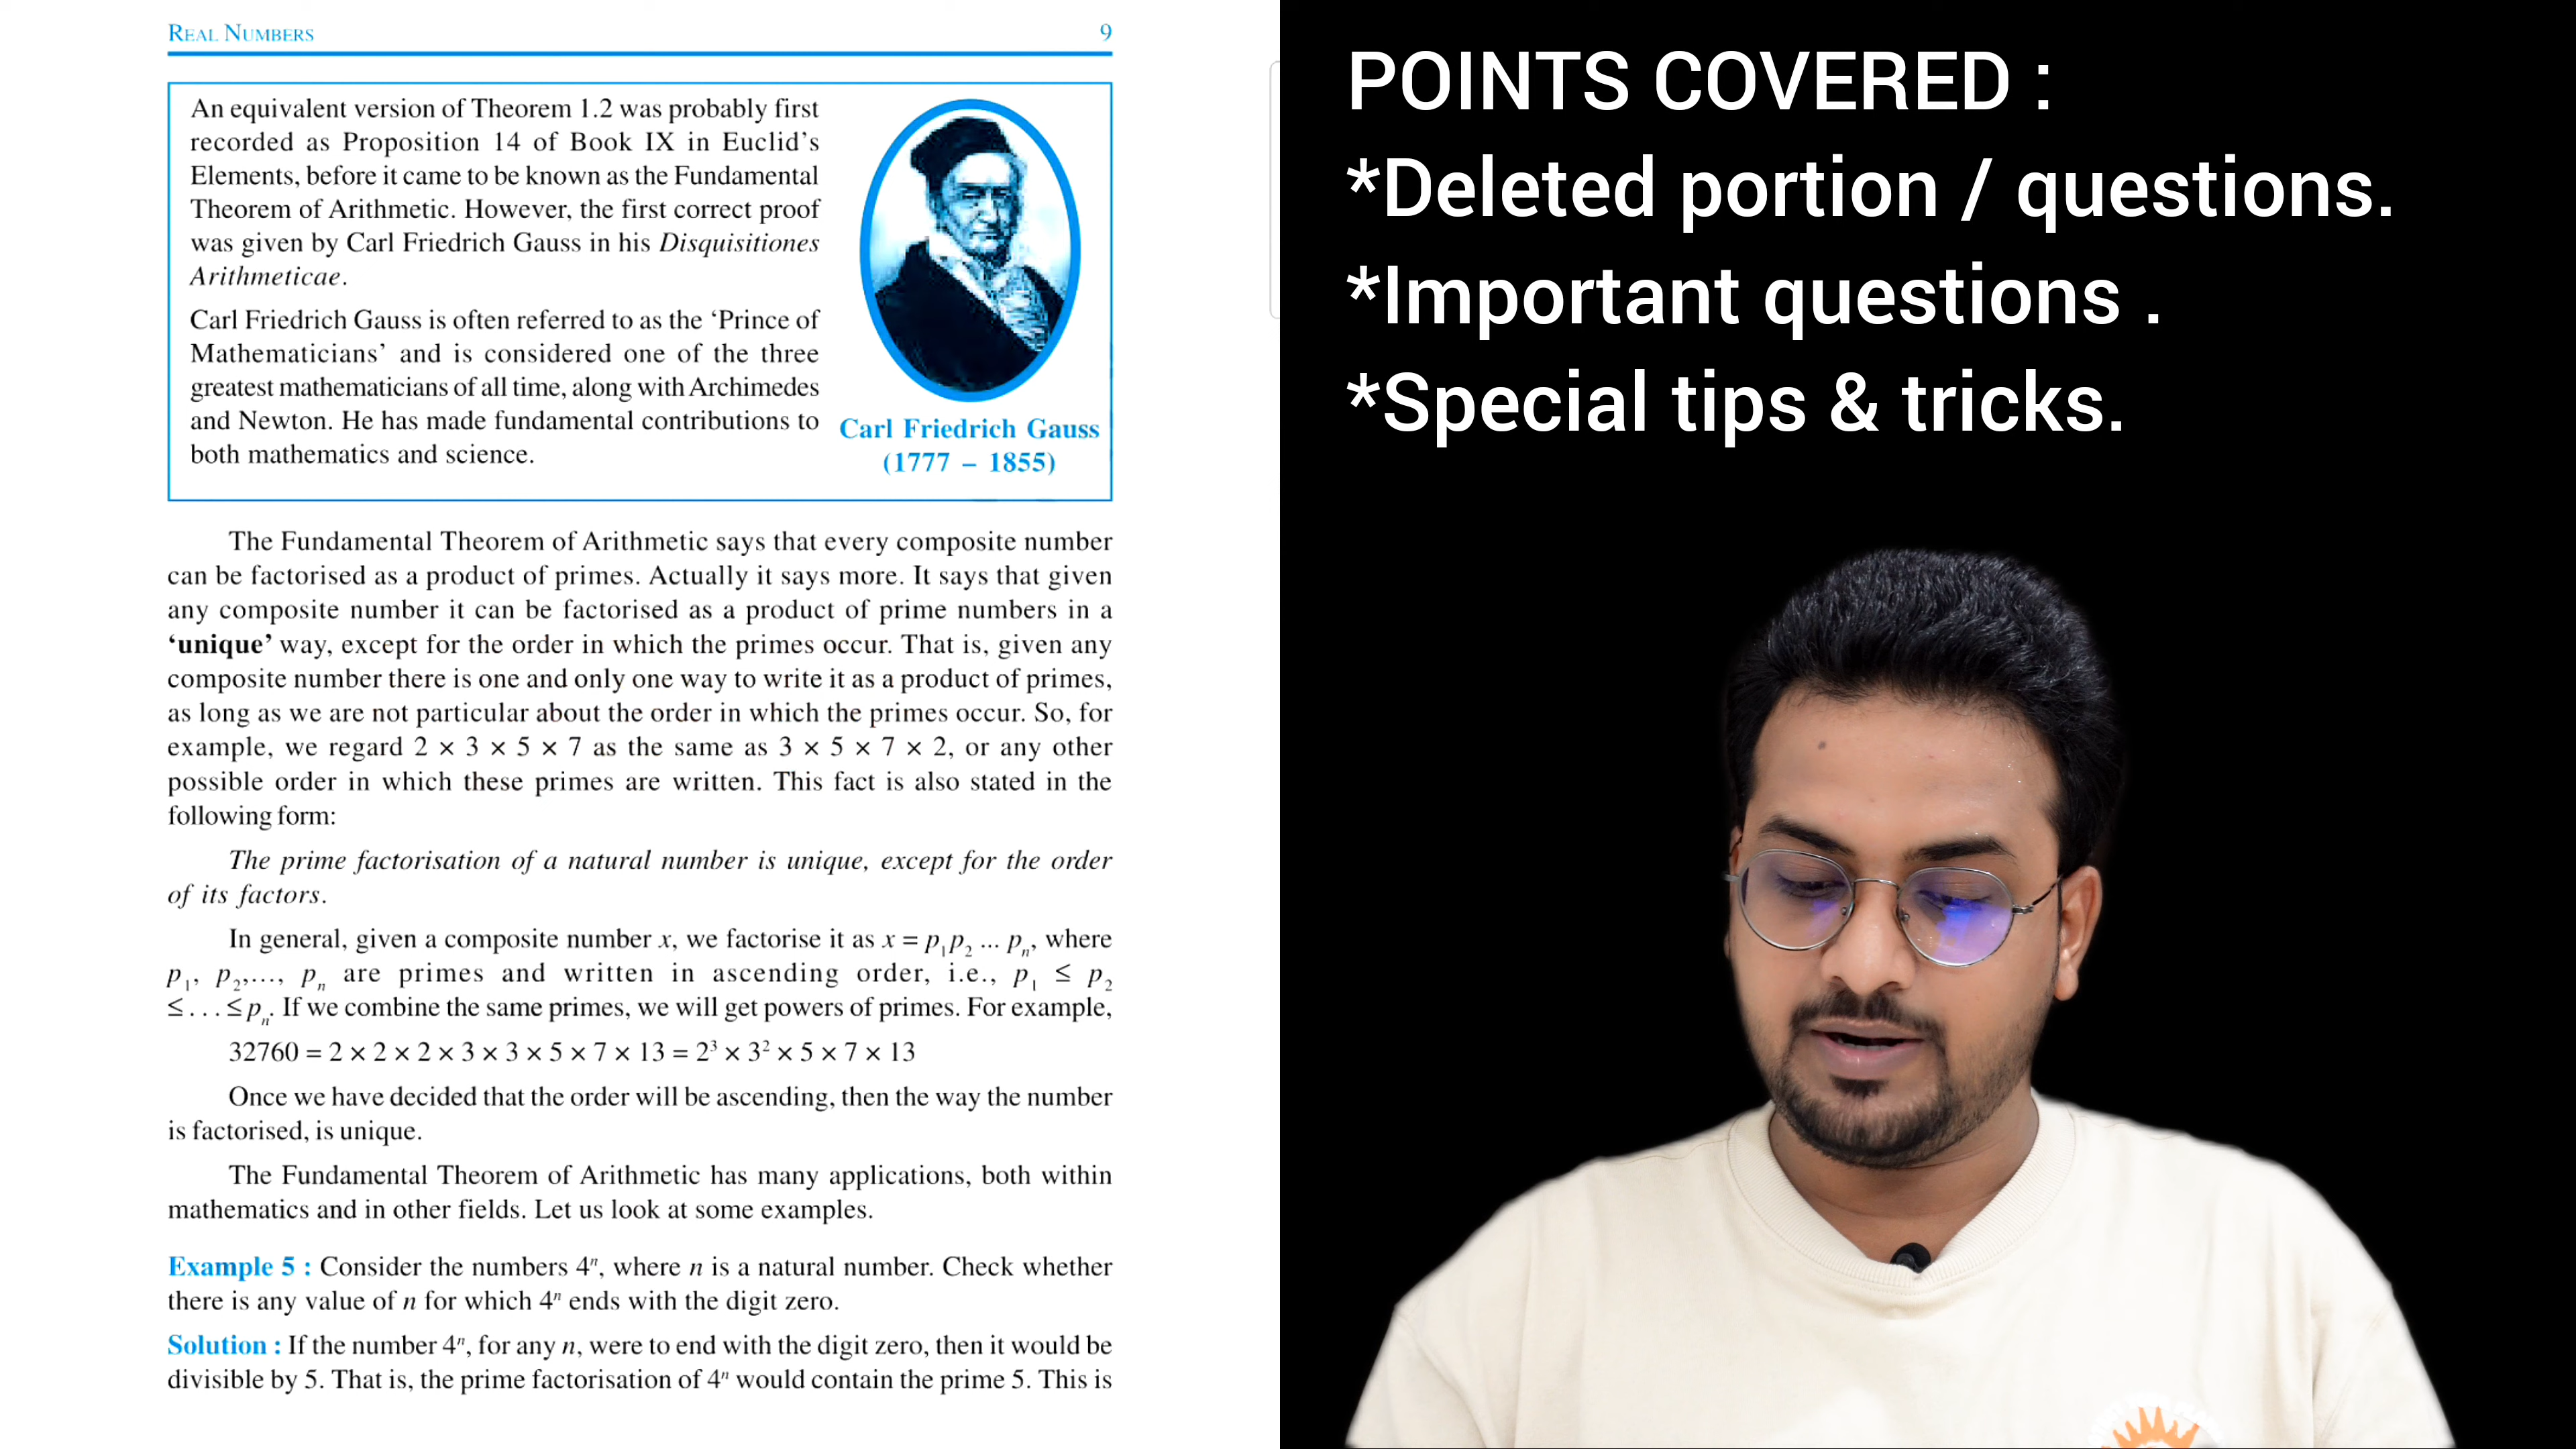 REAL NUMBERS 9
An equivalent version of Theorem 1.2 was probably first
recorded as Proposition 14 of Book IX in Euclid's
Elements, before it came to be known as the Fundamental
Theorem of Arithmetic. However, the first correct proof
was given by Carl Friedrich Gauss in his Disquisitiones
Arithmeticae.
Carl Friedrich Gauss is often referred to as the ‘Prince of
Mathematicians’ and is considered one of the three
greatest mathematicians of all time, along with Archimedes
and Newton. He has made fundamental contributions to
both mathematics and science.
Carl Friedrich Gauss
(1777 – 1855)
The Fundamental Theorem of Arithmetic says that every composite number
can be factorised as a product of primes. Actually it says more. It says that given
any composite number it can be factorised as a product of prime numbers in a
‘unique’ way, except for the order in which the primes occur. That is, given any
composite number there is one and only one way to write it as a product of primes,
as long as we are not particular about the order in which the primes occur. So, for
example, we regard 2 × 3 × 5 × 7 as the same as 3 × 5 × 7 × 2, or any other
possible order in which these primes are written. This fact is also stated in the
following form:
The prime factorisation of a natural number is unique, except for the order
of its factors.
In general, given a composite number x, we factorise it as x = p₁p₂ ... pₙ, where
p₁, p₂,..., pₙ are primes and written in ascending order, i.e., p₁ ≤ p₂
≤ . . . ≤ pₙ. If we combine the same primes, we will get powers of primes. For example,
32760 = 2 × 2 × 2 × 3 × 3 × 5 × 7 × 13 = 2³ × 3² × 5 × 7 × 13
Once we have decided that the order will be ascending, then the way the number
is factorised, is unique.
The Fundamental Theorem of Arithmetic has many applications, both within
mathematics and in other fields. Let us look at some examples.
Example 5 : Consider the numbers 4ⁿ, where n is a natural number. Check whether
there is any value of n for which 4ⁿ ends with the digit zero.
Solution : If the number 4ⁿ, for any n, were to end with the digit zero, then it would be
divisible by 5. That is, the prime factorisation of 4ⁿ would contain the prime 5. This is
POINTS COVERED :
*Deleted portion / questions.
*Important questions .
*Special tips & tricks.